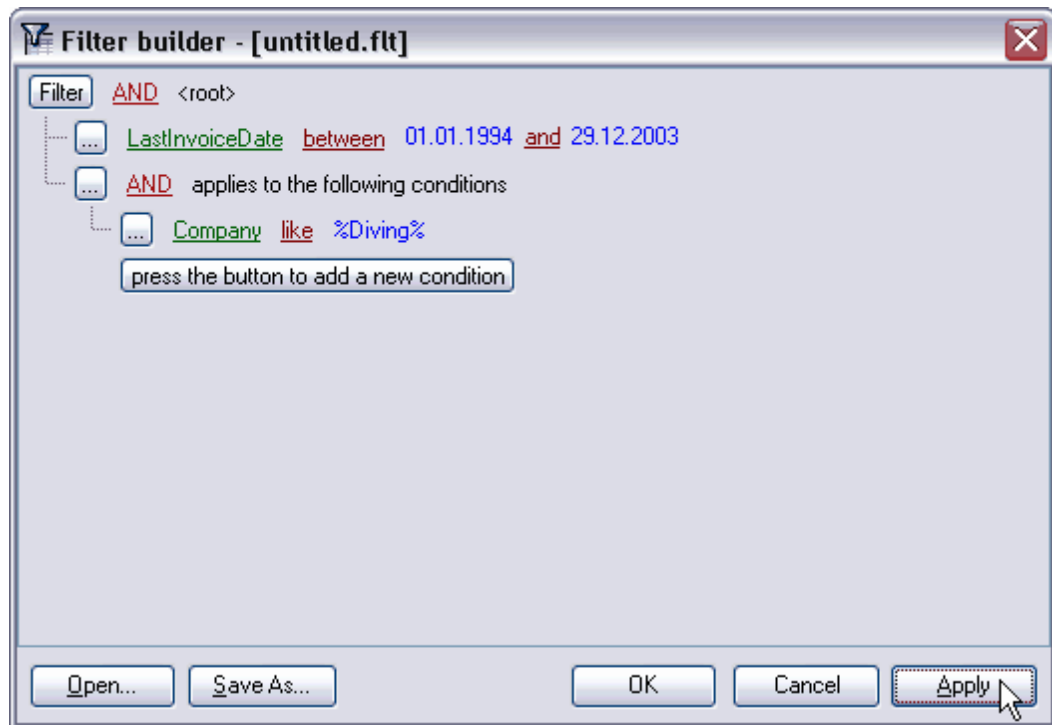 Filter builder - [untitled.flt]
Filter AND <root>
... LastInvoiceDate between 01.01.1994 and 29.12.2003
... AND applies to the following conditions
... Company like %Diving%
press the button to add a new condition
Open... Save As... OK Cancel Apply